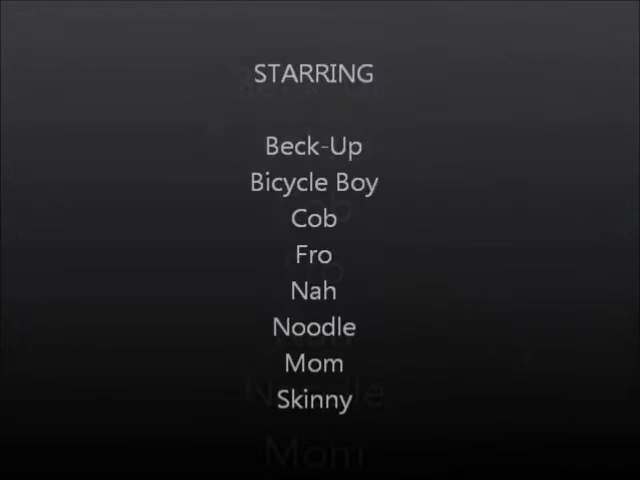 STARRING
Beck-Up
Bicycle Boy
Cob
Fro
Nah
Noodle
Mom
Skinny